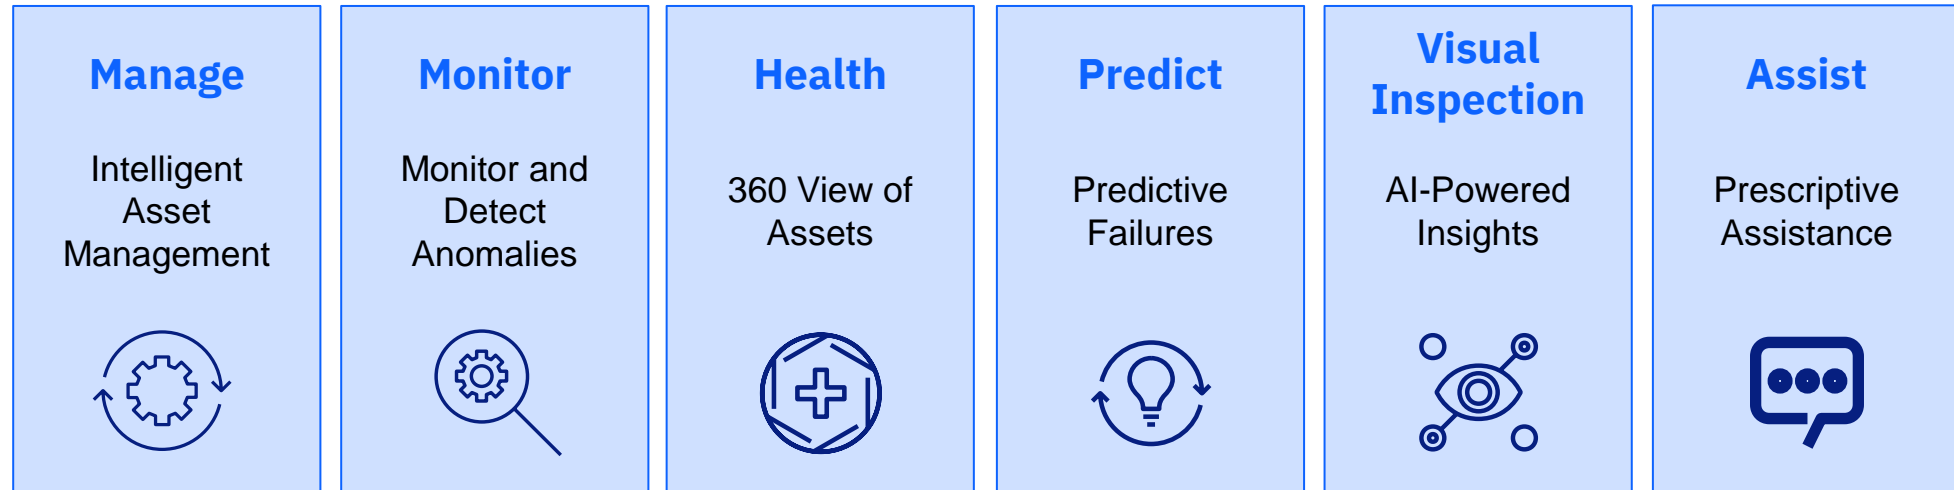 Manage
Intelligent
Asset
Management
Monitor
Monitor and
Detect
Anomalies
Health
360 View of
Assets
Predict
Predictive
Failures
Visual
Inspection
AI-Powered
Insights
Assist
Prescriptive
Assistance